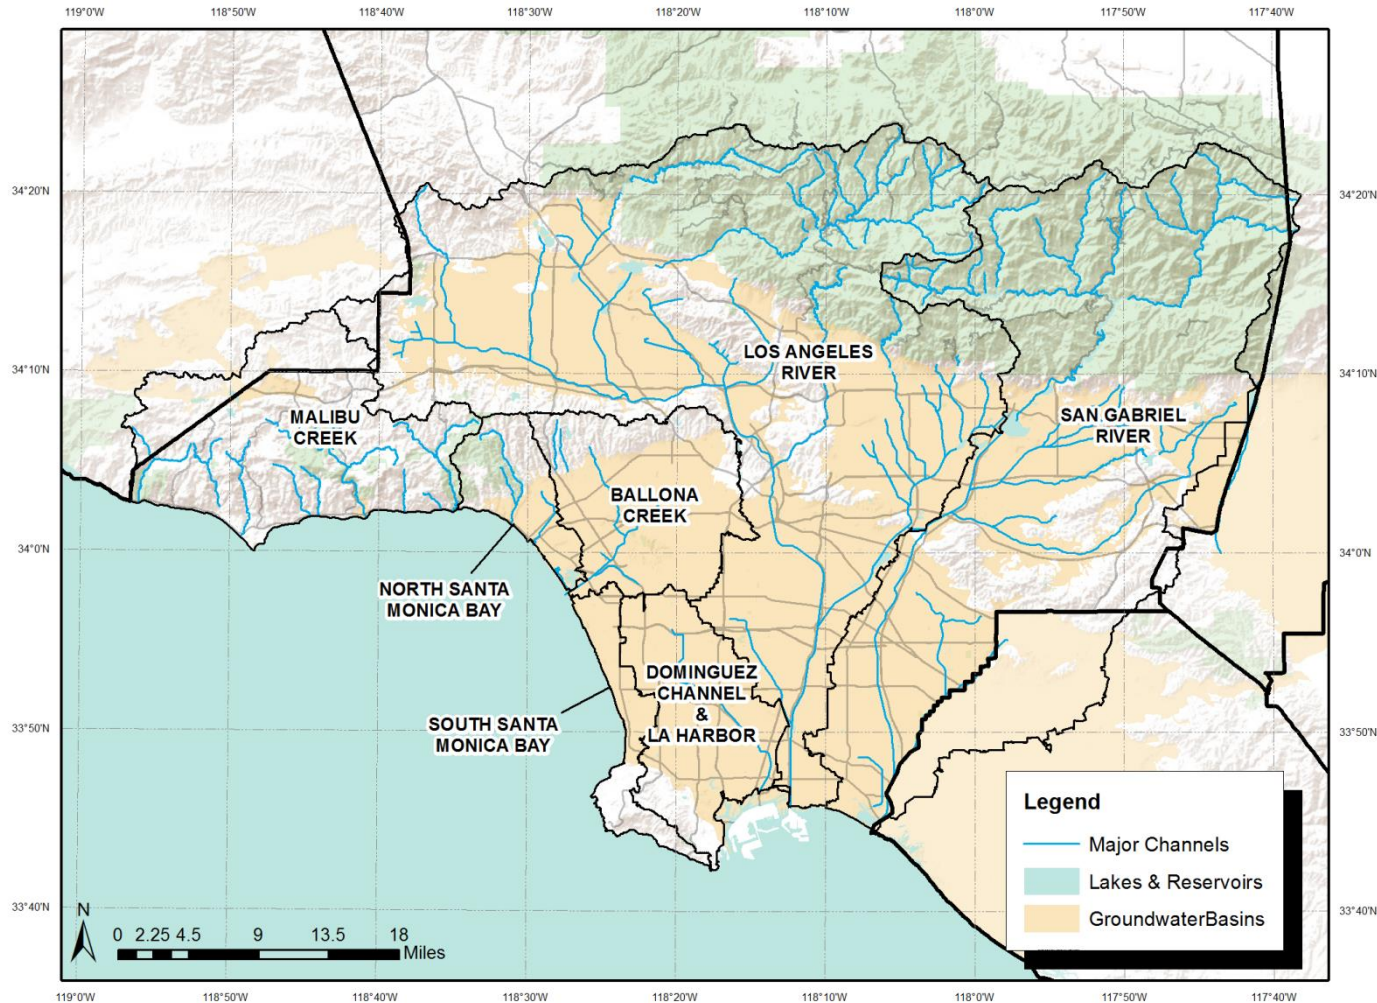 119°0'W 118°50'W 118°40'W 118°30'W 118°20'W 118°10'W 118°0'W 117°50'W 117°40'W
34°20'N 34°20'N
LOS ANGELES
RIVER
34°10'N 34°10'N
MALIBU
CREEK
SAN GABRIEL
RIVER
BALLONA
CREEK
34°0'N 34°0'N
NORTH SANTA
MONICA BAY
DOMINGUEZ
CHANNEL
&
LA HARBOR
SOUTH SANTA
MONICA BAY
33°50'N 33°50'N
Legend
Major Channels
Lakes & Reservoirs
GroundwaterBasins
33°40'N 33°40'N
N
0 2.25 4.5 9 13.5 18
Miles
119°0'W 118°50'W 118°40'W 118°30'W 118°20'W 118°10'W 118°0'W 117°50'W 117°40'W